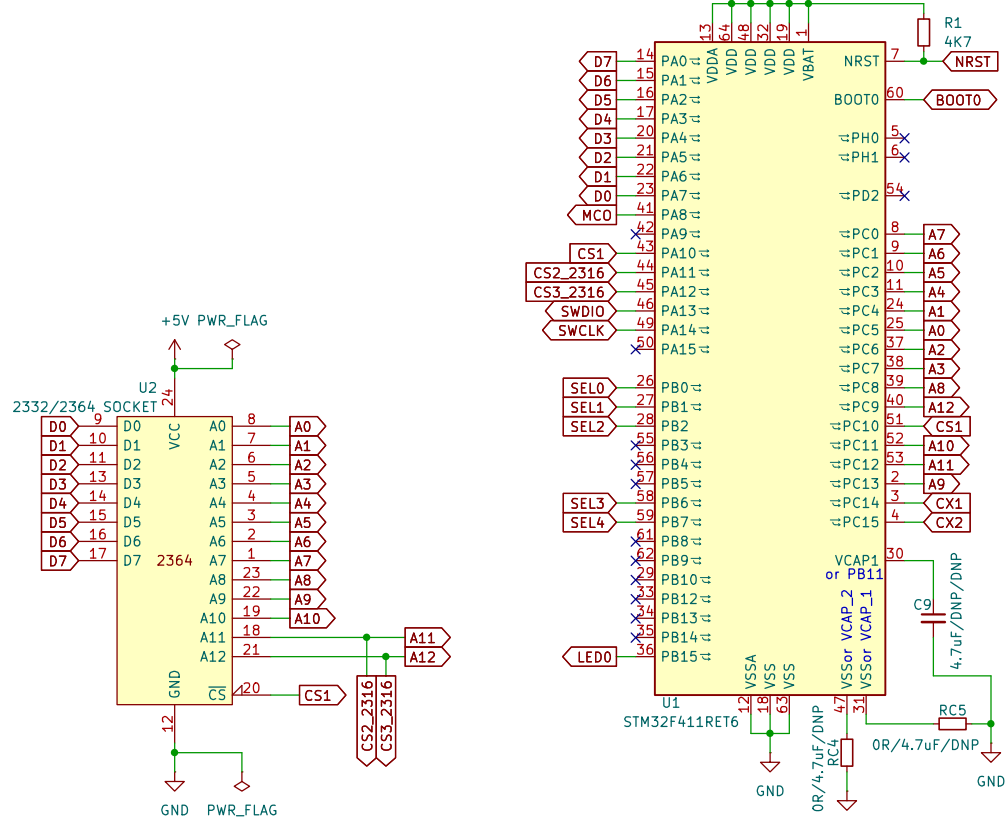 +5V PWR_FLAG
U2
2332/2364 SOCKET
24
VCC
D0 9 D0 A0 8 A0
D1 10 D1 A1 7 A1
D2 11 D2 A2 6 A2
D3 13 D3 A3 5 A3
D4 14 D4 A4 4 A4
D5 15 D5 A5 3 A5
D6 16 D6 A6 2 A6
D7 17 D7 2364 A7 1 A7
A8 23 A8
A9 22 A9
A10 19 A10
A11 18 A11
A12 21 A12
CS 20 CS1
GND
12
CS2_2316
CS3_2316
GND PWR_FLAG
13 64 48 32 19 1
VDDA VDD VDD VDD VDD VBAT
R1
4K7
D7 14 PA0 NRST 7 NRST
D6 15 PA1
D5 16 PA2 BOOT0 60 BOOT0
D4 17 PA3
D3 20 PA4 PH0 5
D2 21 PA5 PH1 6
D1 22 PA6
D0 23 PA7 PD2 54
MCO 41 PA8
42 PA9 PC0 8 A7
CS1 43 PA10 PC1 9 A6
CS2_2316 44 PA11 PC2 10 A5
CS3_2316 45 PA12 PC3 11 A4
SWDIO 46 PA13 PC4 24 A1
SWCLK 49 PA14 PC5 25 A0
50 PA15 PC6 37 A2
PC7 38 A3
SEL0 26 PB0 PC8 39 A8
SEL1 27 PB1 PC9 40 A12
SEL2 28 PB2 PC10 51 CS1
55 PB3 PC11 52 A10
56 PB4 PC12 53 A11
57 PB5 PC13 2 A9
SEL3 58 PB6 PC14 3 CX1
SEL4 59 PB7 PC15 4 CX2
61 PB8
62 PB9 VCAP1 30
29 PB10 or PB11
33 PB12
34 PB13
35 PB14
LED0 36 PB15
C9
4.7uF/DNP/DNP
VSSA VSS VSS VSS or VCAP_2 VSS or VCAP_1
12 18 63 47 31
U1
STM32F411RET6
RC5
0R/4.7uF/DNP
RC4
0R/4.7uF/DNP
GND
GND